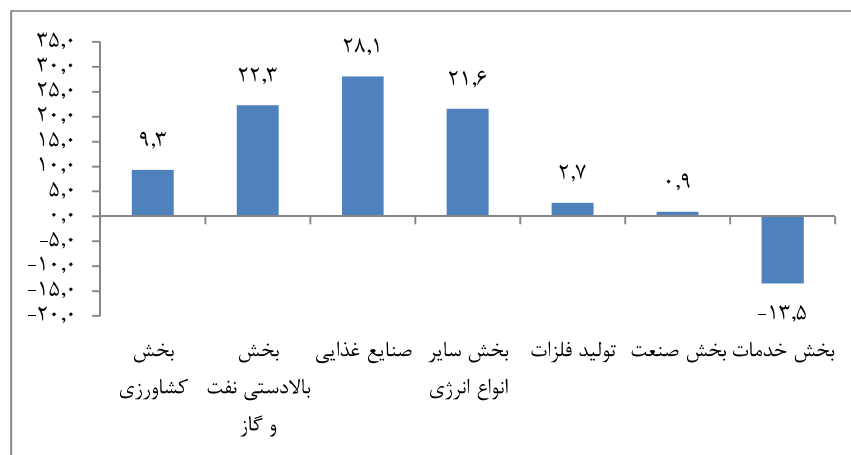 ۳۵,۰
۳۰,۰
۲۵,۰
۲۰,۰
۱۵,۰
۱۰,۰
۵,۰
۰,۰
-۵,۰
-۱۰,۰
-۱۵,۰
-۲۰,۰
۹,۳
۲۲,۳
۲۸,۱
۲۱,۶
۲,۷
۰,۹
-۱۳,۵
بخش
کشاورزی
بخش
بالادستی نفت
و گاز
صنایع غذایی
بخش سایر
انواع انرژی
تولید فلزات
بخش صنعت
بخش خدمات